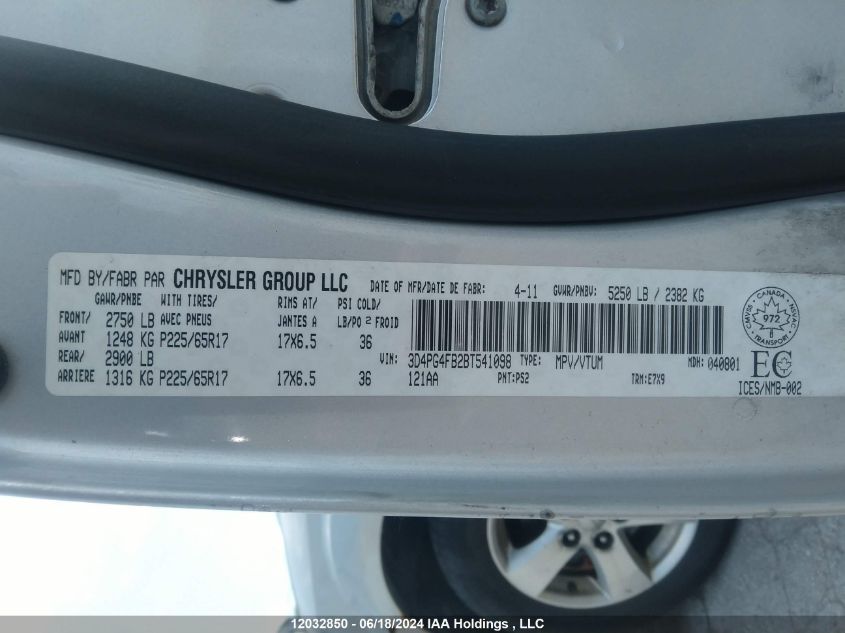 MFD BY/FABR PAR CHRYSLER GROUP LLC DATE OF MFR/DATE DE FABR: 4-11 GVWR/PNBV: 5250 LB / 2382 KG
GAWR/PNBE WITH TIRES/ RIMS AT/ PSI COLD/
FRONT/ 2750 LB AVEC PNEUS JANTES A LB/PO 2 FROID
AVANT 1248 KG P225/65R17 17X6.5 36
REAR/ 2900 LB VIN: 3D4PG4FB2BT541098 TYPE: MPV/VTUM MDH: 040801
ARRIERE 1316 KG P225/65R17 17X6.5 36 121AA PNT:PS2 TRM:E7X9
CMVSS CANADA NSVAC
972
TRANSPORT
EC
ICES/NMB-002
12032850 - 06/18/2024 IAA Holdings , LLC